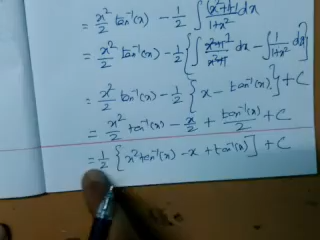 = x²/2 tan⁻¹(x) - 1/2 ∫ (x²+1-1)/(1+x²) dx
= x²/2 tan⁻¹(x) - 1/2 { ∫ (x²+1)/(x²+1) dx - ∫ 1/(1+x²) dx }
= x²/2 tan⁻¹(x) - 1/2 { x - tan⁻¹(x) } + C
= x²/2 tan⁻¹(x) - x/2 + tan⁻¹(x)/2 + C
= 1/2 { x² tan⁻¹(x) - x + tan⁻¹(x) } + C